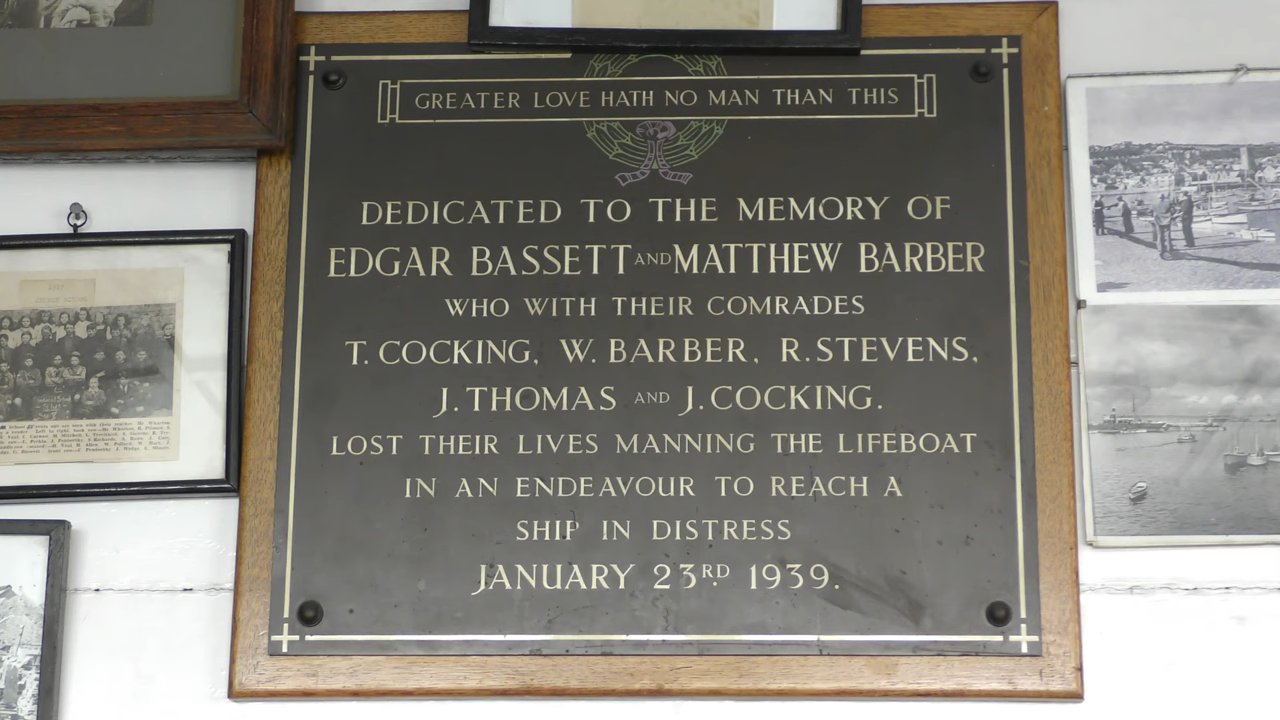 GREATER LOVE HATH NO MAN THAN THIS
DEDICATED TO THE MEMORY OF
EDGAR BASSETT AND MATTHEW BARBER
WHO WITH THEIR COMRADES
T. COCKING, W. BARBER, R. STEVENS,
J. THOMAS AND J. COCKING.
LOST THEIR LIVES MANNING THE LIFEBOAT
IN AN ENDEAVOUR TO REACH A
SHIP IN DISTRESS
JANUARY 23RD 1939.